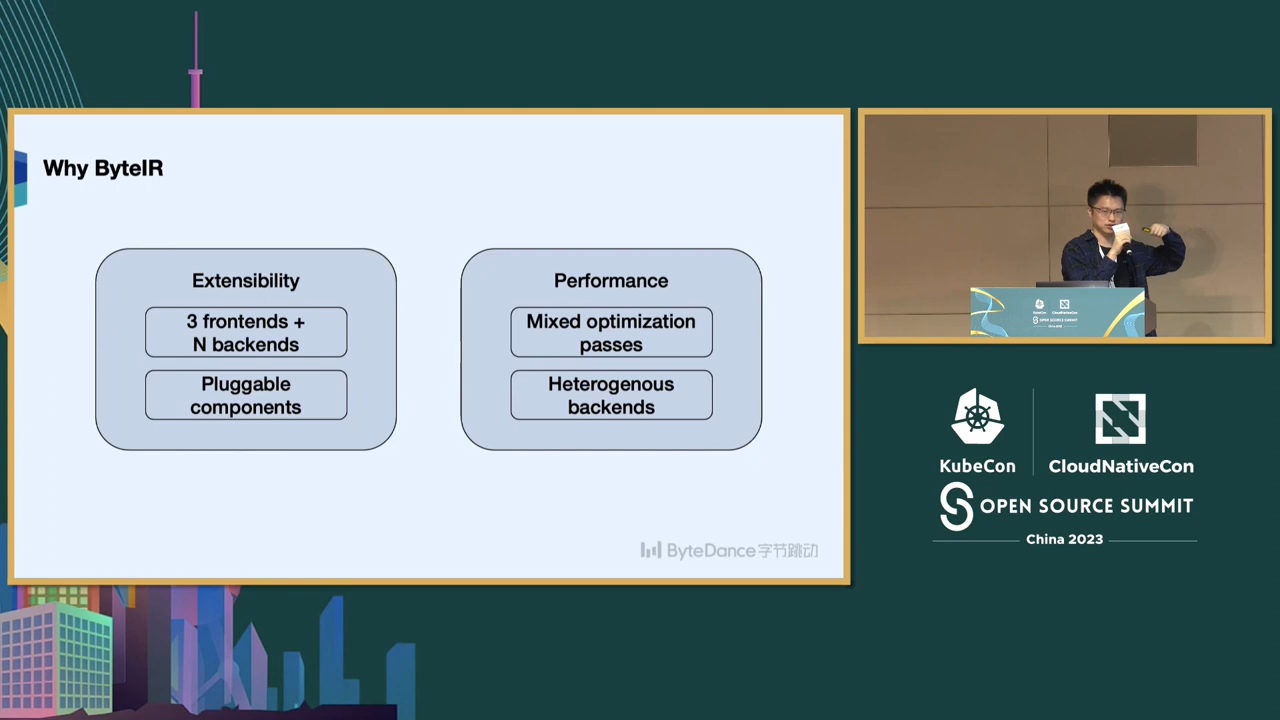 Why ByteIR
Extensibility
3 frontends +
N backends
Pluggable
components
Performance
Mixed optimization
passes
Heterogenous
backends
ByteDance字节跳动
KubeCon
CloudNativeCon
OPEN SOURCE SUMMIT
China 2023